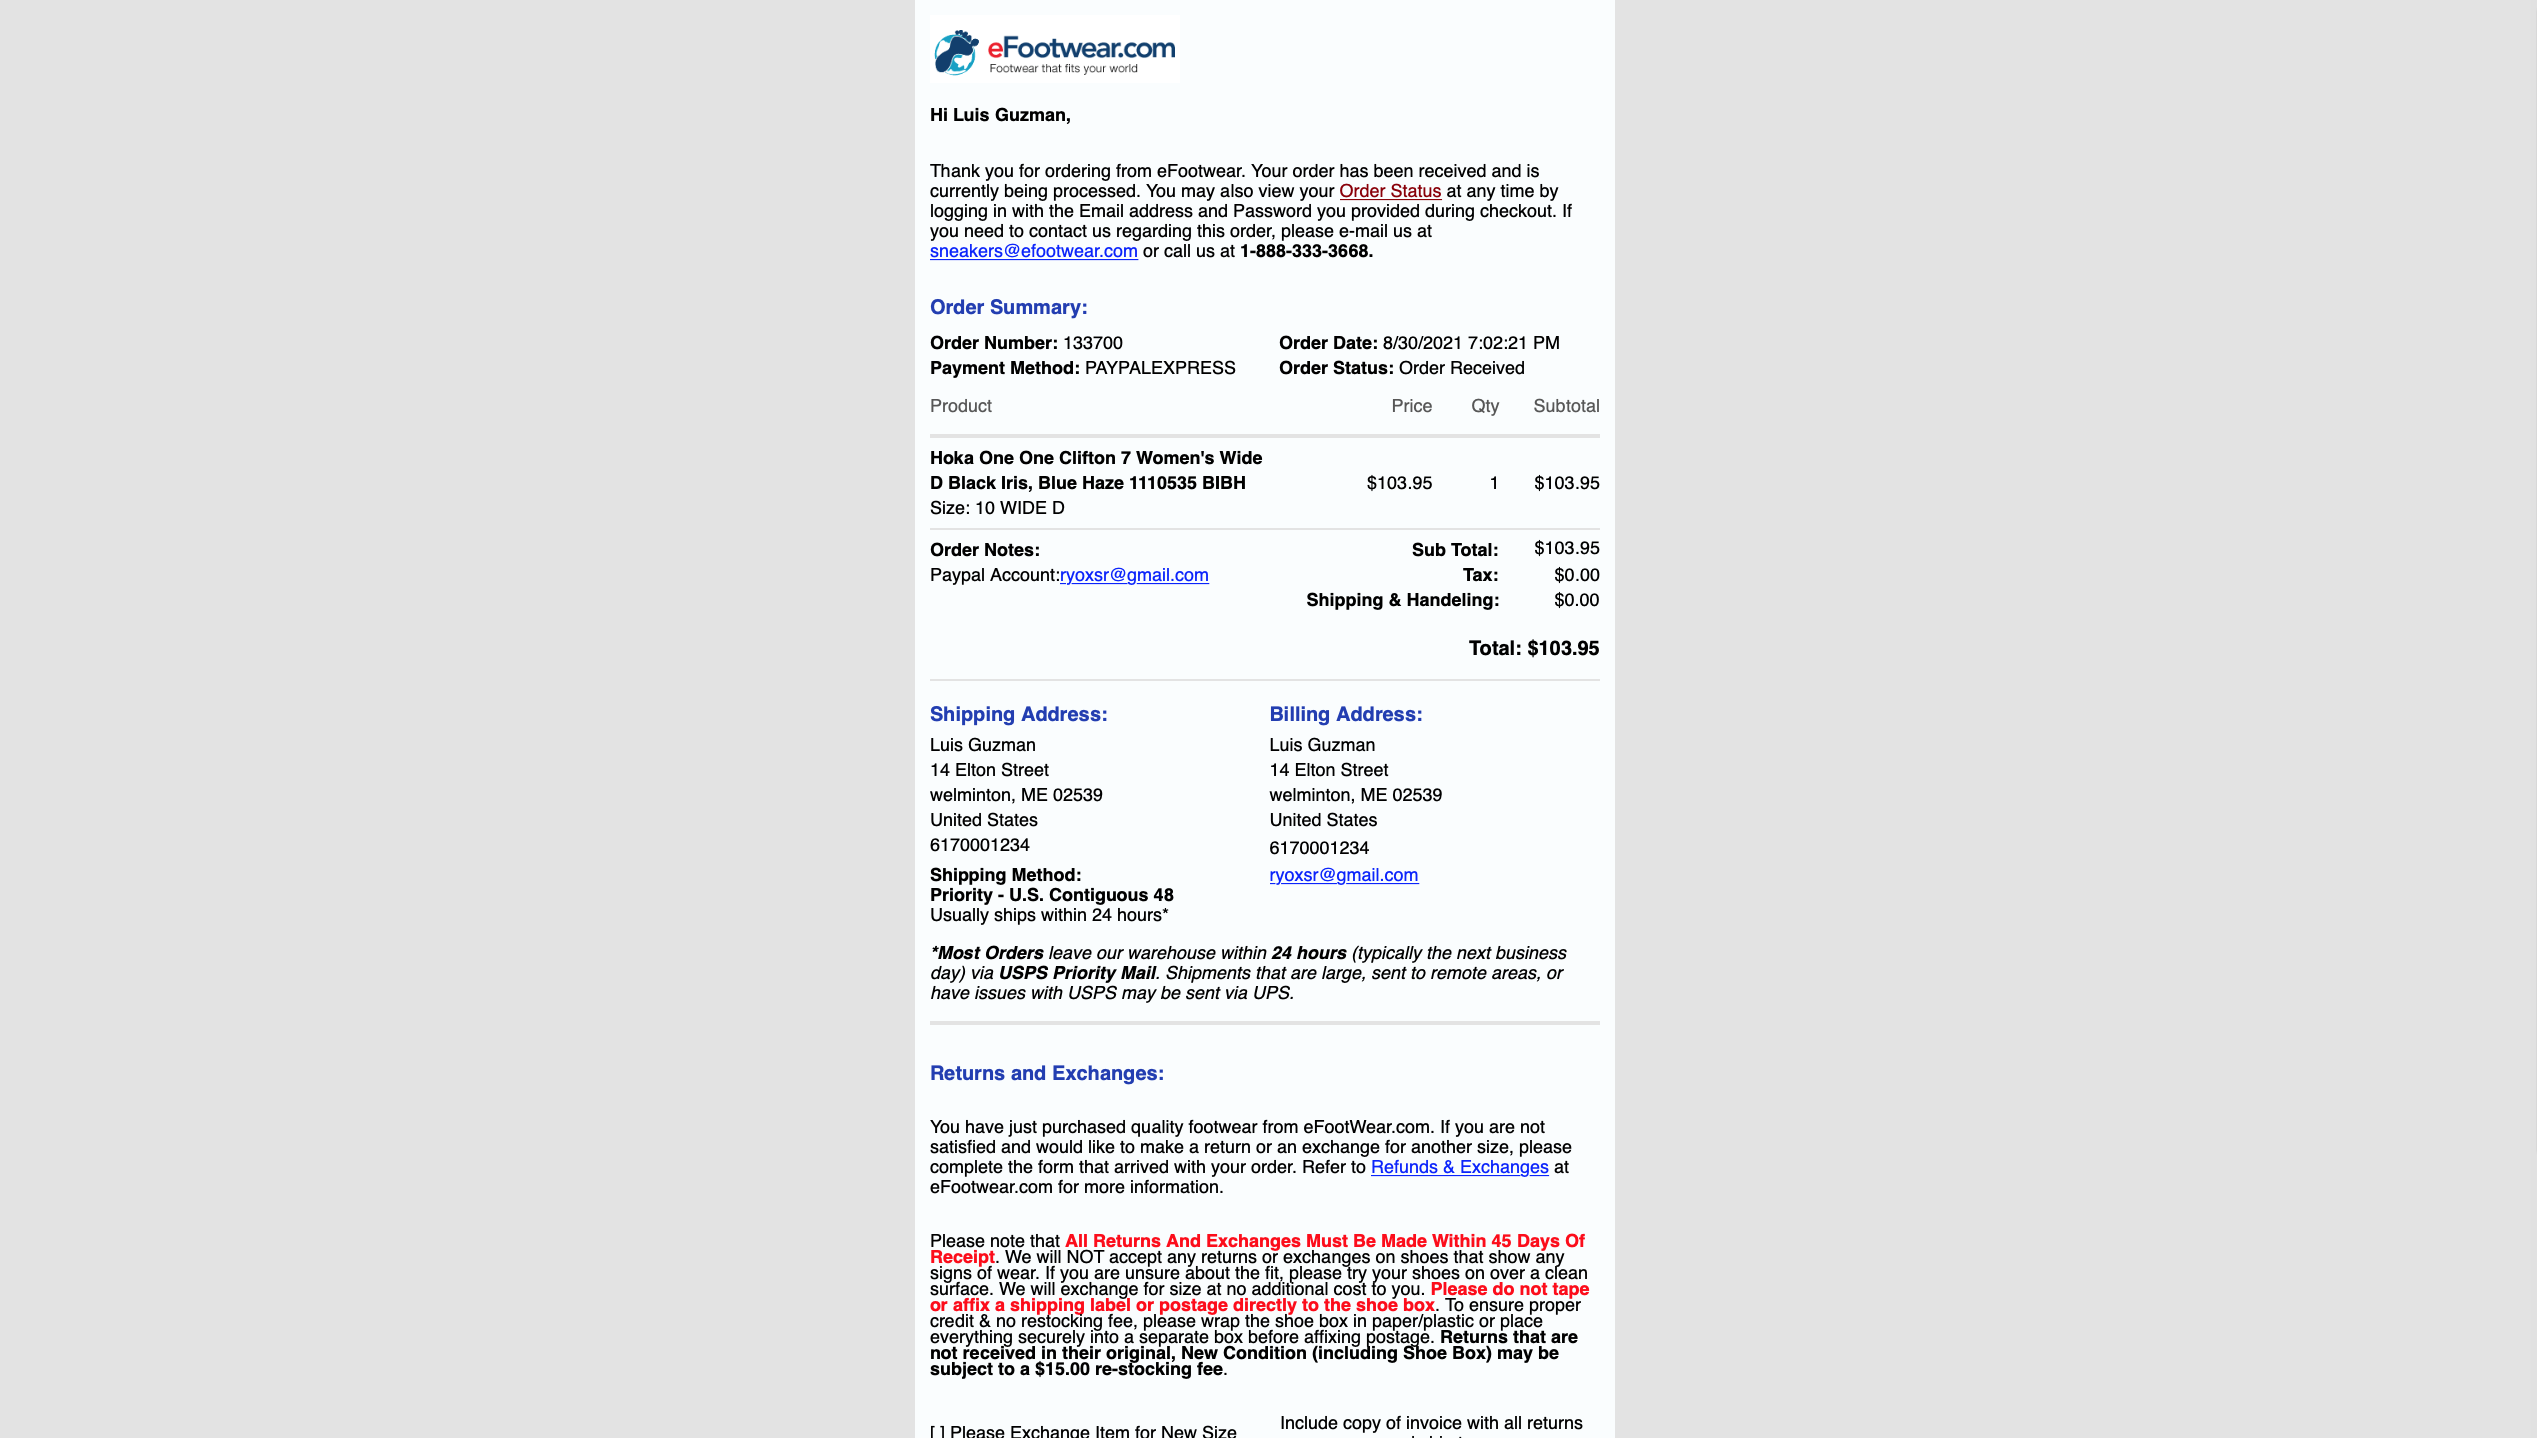 eFootwear.com
Footwear that fits your world
Hi Luis Guzman,
Thank you for ordering from eFootwear. Your order has been received and is
currently being processed. You may also view your Order Status at any time by
logging in with the Email address and Password you provided during checkout. If
you need to contact us regarding this order, please e-mail us at
sneakers@efootwear.com or call us at 1-888-333-3668.
Order Summary:
Order Number: 133700 Order Date: 8/30/2021 7:02:21 PM
Payment Method: PAYPALEXPRESS Order Status: Order Received
Product Price Qty Subtotal
Hoka One One Clifton 7 Women's Wide
D Black Iris, Blue Haze 1110535 BIBH $103.95 1 $103.95
Size: 10 WIDE D
Order Notes: Sub Total: $103.95
Paypal Account:ryoxsr@gmail.com Tax: $0.00
Shipping & Handeling: $0.00
Total: $103.95
Shipping Address: Billing Address:
Luis Guzman Luis Guzman
14 Elton Street 14 Elton Street
welminton, ME 02539 welminton, ME 02539
United States United States
6170001234 6170001234
Shipping Method: ryoxsr@gmail.com
Priority - U.S. Contiguous 48
Usually ships within 24 hours*
*Most Orders leave our warehouse within 24 hours (typically the next business
day) via USPS Priority Mail. Shipments that are large, sent to remote areas, or
have issues with USPS may be sent via UPS.
Returns and Exchanges:
You have just purchased quality footwear from eFootWear.com. If you are not
satisfied and would like to make a return or an exchange for another size, please
complete the form that arrived with your order. Refer to Refunds & Exchanges at
eFootwear.com for more information.
Please note that All Returns And Exchanges Must Be Made Within 45 Days Of
Receipt. We will NOT accept any returns or exchanges on shoes that show any
signs of wear. If you are unsure about the fit, please try your shoes on over a clean
surface. We will exchange for size at no additional cost to you. Please do not tape
or affix a shipping label or postage directly to the shoe box. To ensure proper
credit & no restocking fee, please wrap the shoe box in paper/plastic or place
everything securely into a separate box before affixing postage. Returns that are
not received in their original, New Condition (including Shoe Box) may be
subject to a $15.00 re-stocking fee.
[ ] Please Exchange Item for New Size Include copy of invoice with all returns